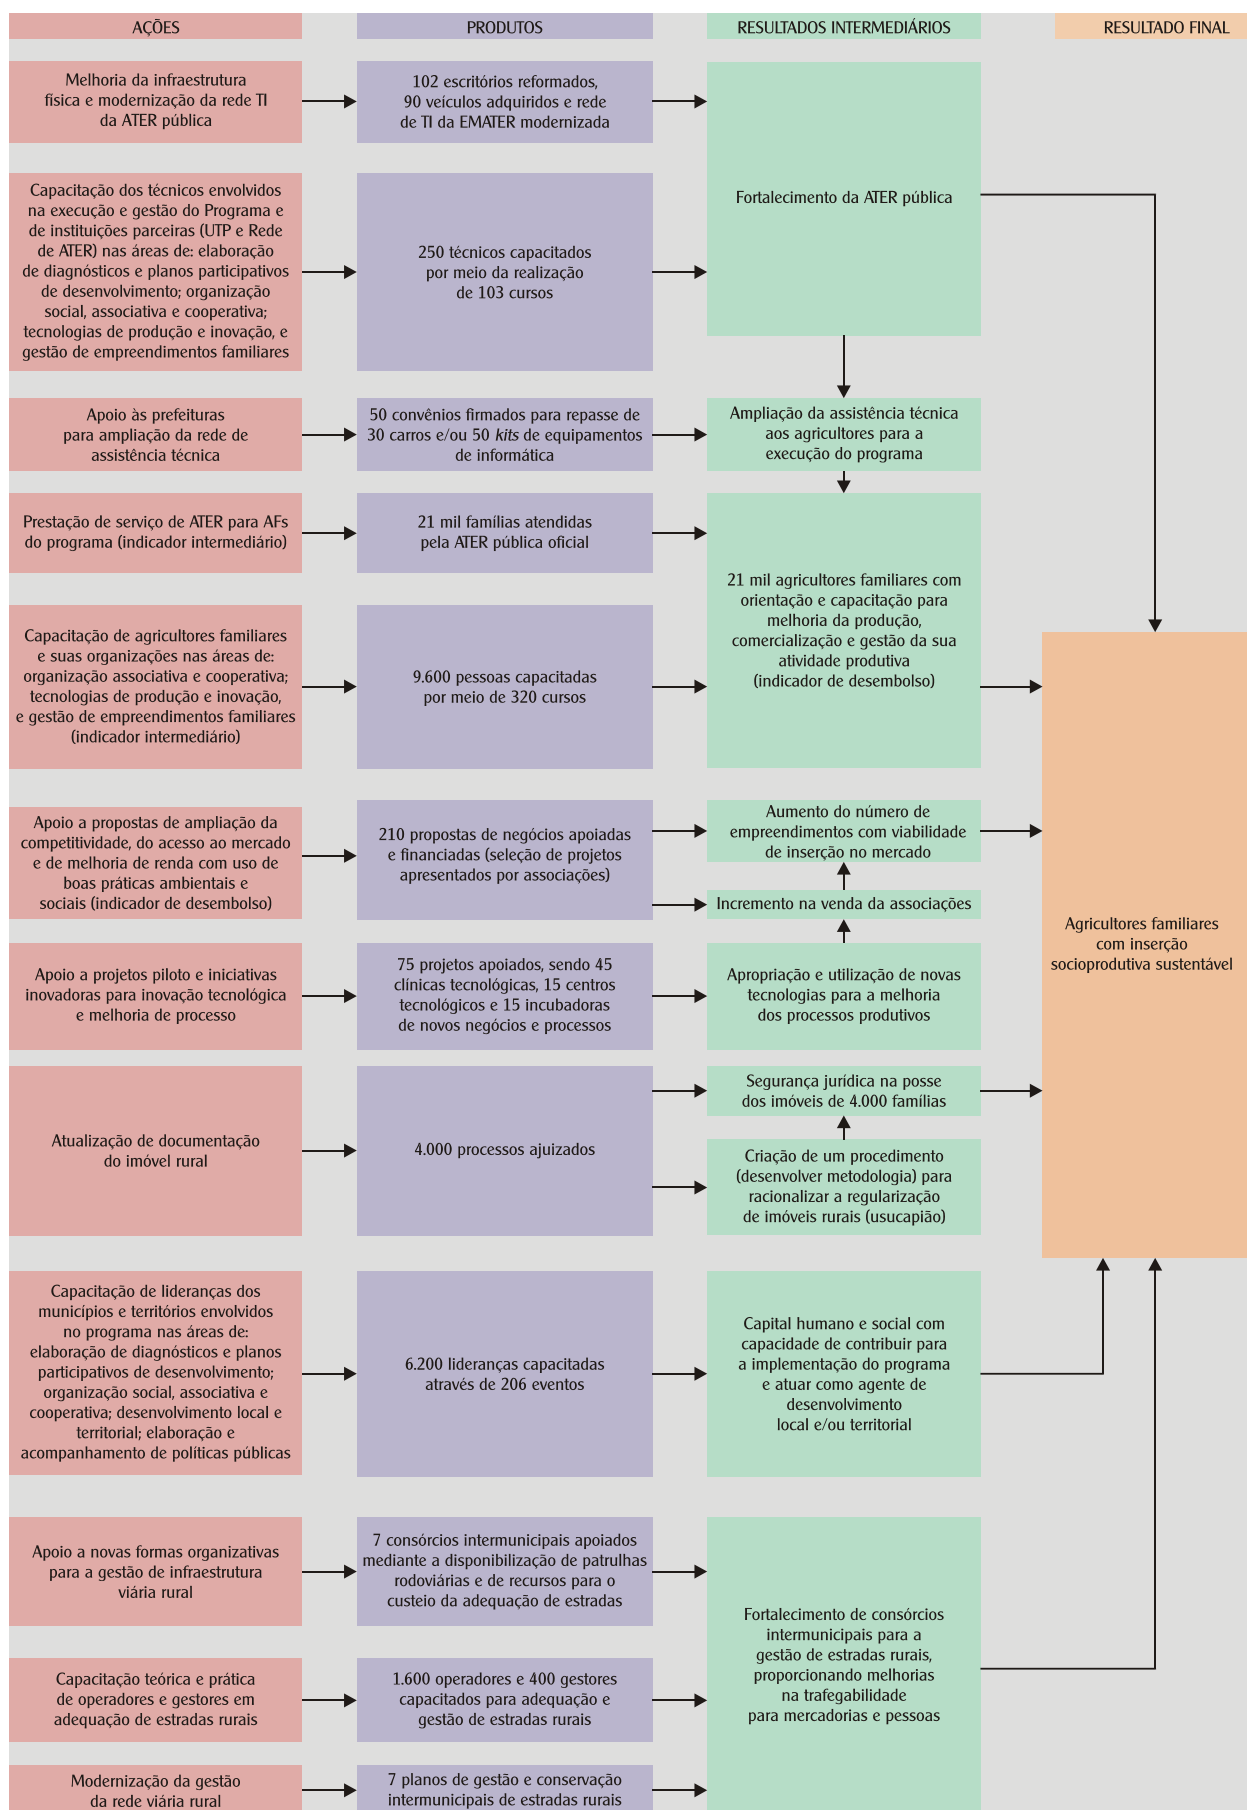 AÇÕES
PRODUTOS
RESULTADOS INTERMEDIÁRIOS
RESULTADO FINAL
Melhoria da infraestrutura
física e modernização da rede TI
da ATER pública
102 escritórios reformados,
90 veículos adquiridos e rede
de TI da EMATER modernizada
Fortalecimento da ATER pública
Capacitação dos técnicos envolvidos
na execução e gestão do Programa e
de instituições parceiras (UTP e Rede
de ATER) nas áreas de: elaboração
de diagnósticos e planos participativos
de desenvolvimento; organização
social, associativa e cooperativa;
tecnologias de produção e inovação, e
gestão de empreendimentos familiares
250 técnicos capacitados
por meio da realização
de 103 cursos
Apoio às prefeituras
para ampliação da rede de
assistência técnica
50 convênios firmados para repasse de
30 carros e/ou 50 kits de equipamentos
de informática
Ampliação da assistência técnica
aos agricultores para a
execução do programa
Prestação de serviço de ATER para AFs
do programa (indicador intermediário)
21 mil famílias atendidas
pela ATER pública oficial
21 mil agricultores familiares com
orientação e capacitação para
melhoria da produção,
comercialização e gestão da sua
atividade produtiva
(indicador de desembolso)
Capacitação de agricultores familiares
e suas organizações nas áreas de:
organização associativa e cooperativa;
tecnologias de produção e inovação,
e gestão de empreendimentos familiares
(indicador intermediário)
9.600 pessoas capacitadas
por meio de 320 cursos
Apoio a propostas de ampliação da
competitividade, do acesso ao mercado
e de melhoria de renda com uso de
boas práticas ambientais e
sociais (indicador de desembolso)
210 propostas de negócios apoiadas
e financiadas (seleção de projetos
apresentados por associações)
Aumento do número de
empreendimentos com viabilidade
de inserção no mercado
Incremento na venda da associações
Agricultores familiares
com inserção
socioprodutiva sustentável
Apoio a projetos piloto e iniciativas
inovadoras para inovação tecnológica
e melhoria de processo
75 projetos apoiados, sendo 45
clínicas tecnológicas, 15 centros
tecnológicos e 15 incubadoras
de novos negócios e processos
Apropriação e utilização de novas
tecnologias para a melhoria
dos processos produtivos
Atualização de documentação
do imóvel rural
4.000 processos ajuizados
Segurança jurídica na posse
dos imóveis de 4.000 famílias
Criação de um procedimento
(desenvolver metodologia) para
racionalizar a regularização
de imóveis rurais (usucapião)
Capacitação de lideranças dos
municípios e territórios envolvidos
no programa nas áreas de:
elaboração de diagnósticos e planos
participativos de desenvolvimento;
organização social, associativa e
cooperativa; desenvolvimento local e
territorial; elaboração e
acompanhamento de políticas públicas
6.200 lideranças capacitadas
através de 206 eventos
Capital humano e social com
capacidade de contribuir para
a implementação do programa
e atuar como agente de
desenvolvimento
local e/ou territorial
Apoio a novas formas organizativas
para a gestão de infraestrutura
viária rural
7 consórcios intermunicipais apoiados
mediante a disponibilização de patrulhas
rodoviárias e de recursos para o
custeio da adequação de estradas
Fortalecimento de consórcios
intermunicipais para a
gestão de estradas rurais,
proporcionando melhorias
na trafegabilidade
para mercadorias e pessoas
Capacitação teórica e prática
de operadores e gestores em
adequação de estradas rurais
1.600 operadores e 400 gestores
capacitados para adequação e
gestão de estradas rurais
Modernização da gestão
da rede viária rural
7 planos de gestão e conservação
intermunicipais de estradas rurais